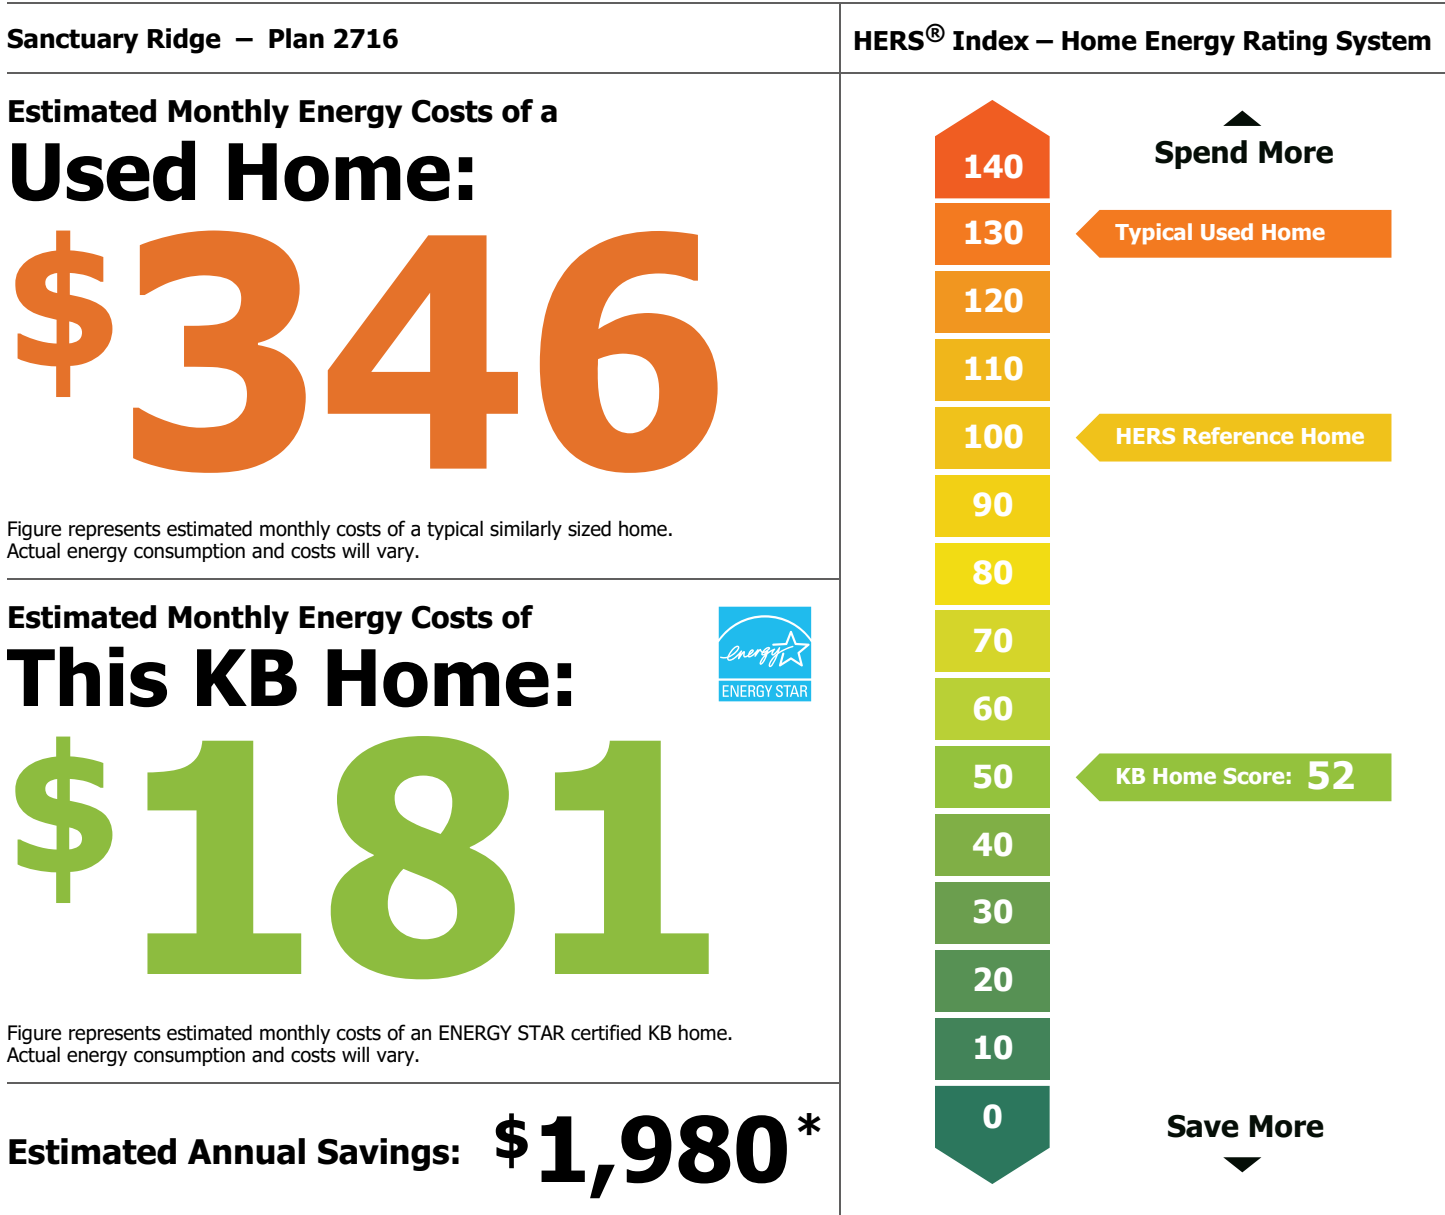 Sanctuary Ridge – Plan 2716
Estimated Monthly Energy Costs of a
Used Home:
$346
Figure represents estimated monthly costs of a typical similarly sized home.
Actual energy consumption and costs will vary.
Estimated Monthly Energy Costs of
This KB Home:
energy
ENERGY STAR
$181
Figure represents estimated monthly costs of an ENERGY STAR certified KB home.
Actual energy consumption and costs will vary.
Estimated Annual Savings: $1,980*
HERS® Index – Home Energy Rating System
Spend More
140
130 Typical Used Home
120
110
100 HERS Reference Home
90
80
70
60
50 KB Home Score: 52
40
30
20
10
0
Save More